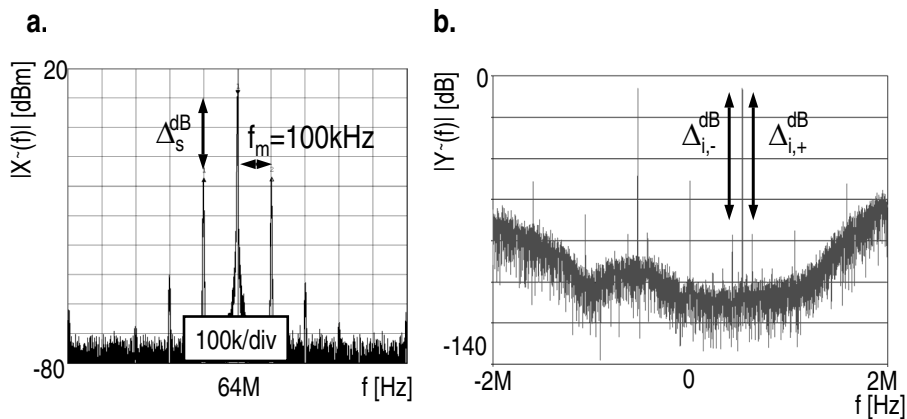 a.
20
|X~(f)| [dBm]
Δ_s^dB
f_m=100kHz
100k/div
-80
64M
f [Hz]
b.
0
|Y~(f)| [dB]
Δ_i,-^dB
Δ_i,+^dB
-140
-2M
0
2M
f [Hz]